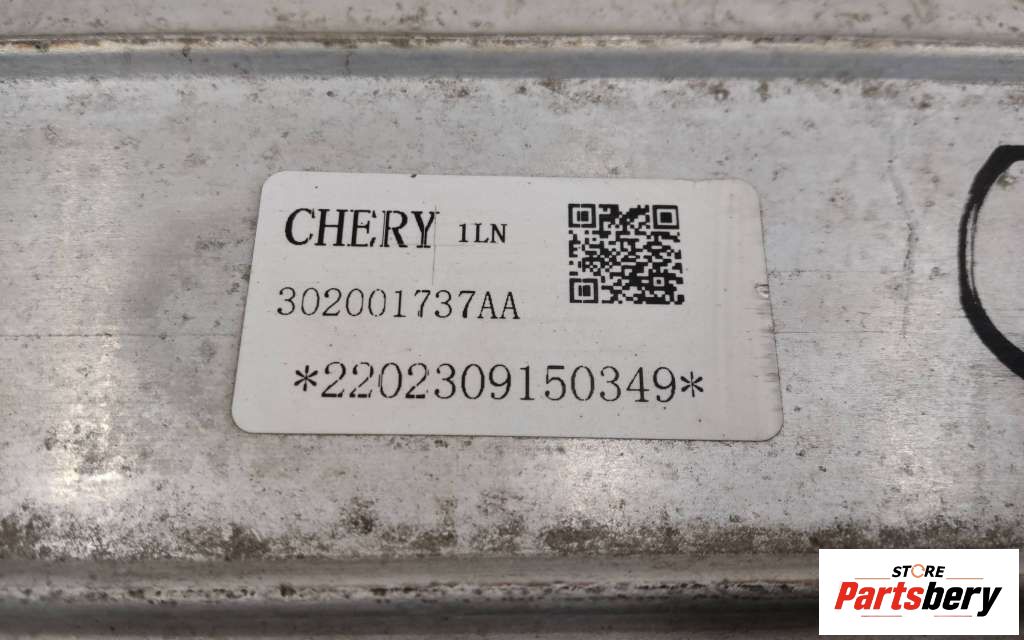 CHERY 1LN
302001737AA
*2202309150349*
STORE
Partsbery